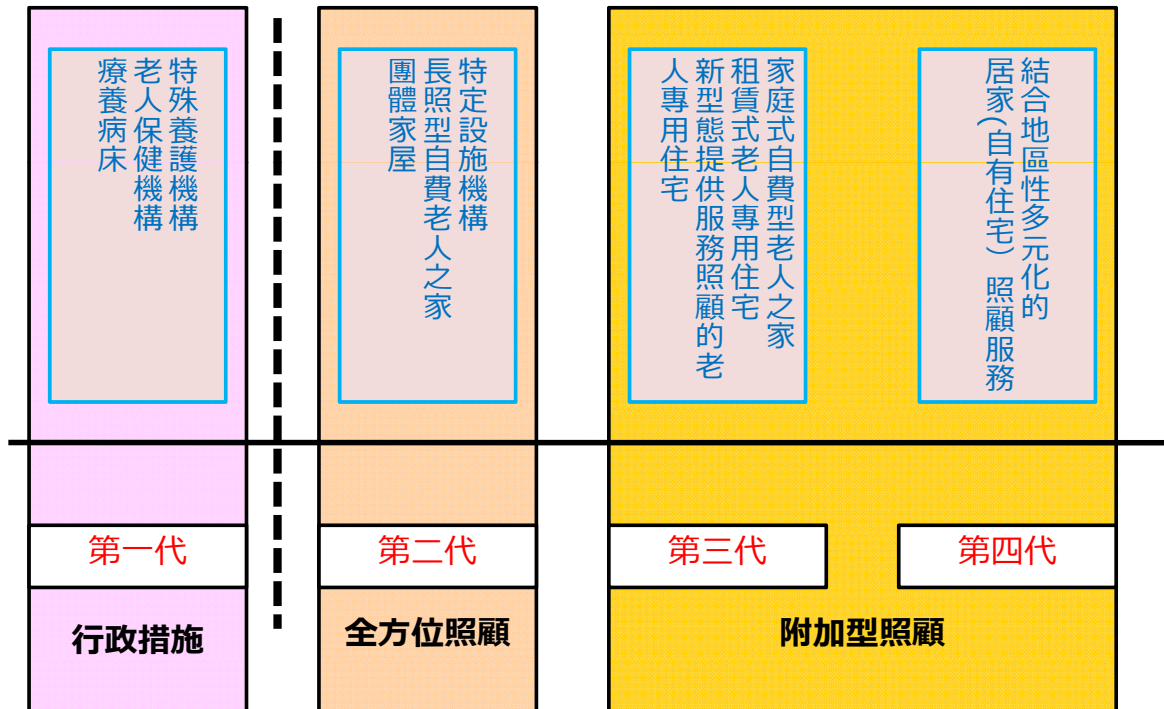 特殊養護機構
老人保健機構
療養病床
特定設施機構
長照型自費老人之家
團體家屋
家庭式自費型老人之家
租賃式老人專用住宅
新型態提供服務照顧的老
人專用住宅
結合地區性多元化的
居家(自有住宅) 照顧服務
第一代
第二代
第三代
第四代
行政措施
全方位照顧
附加型照顧